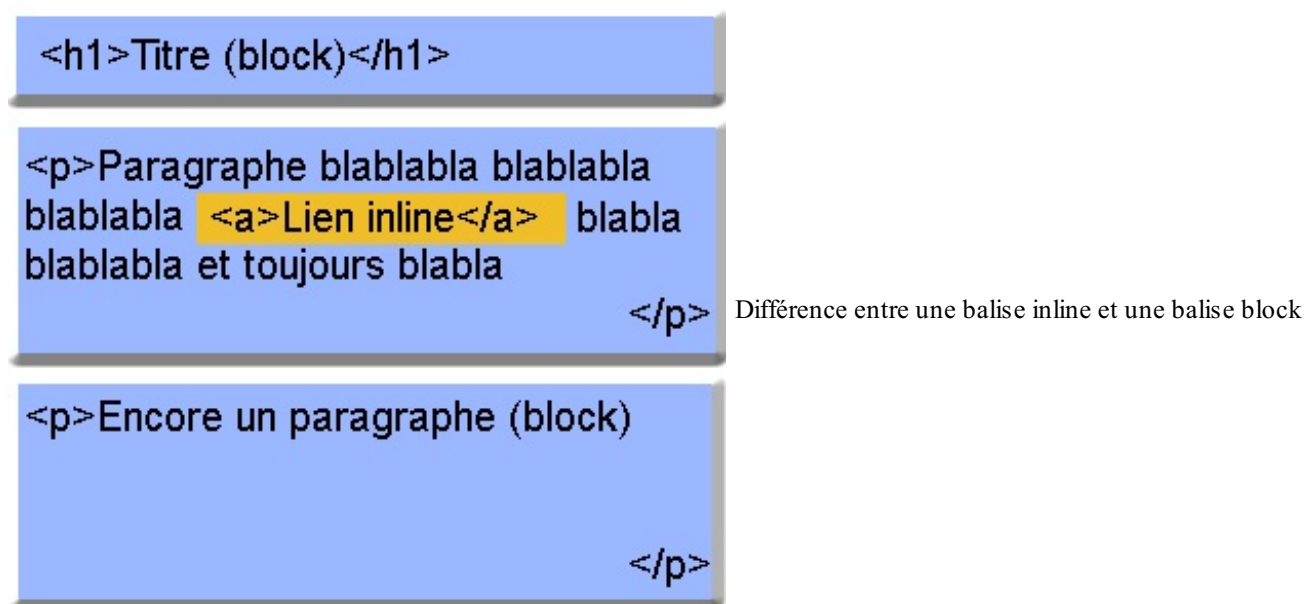 <h1>Titre (block)</h1>
<p>Paragraphe blablabla blablabla
blablabla <a>Lien inline</a> blabla
blablabla et toujours blabla
</p>
Différence entre une balise inline et une balise block
<p>Encore un paragraphe (block)
</p>